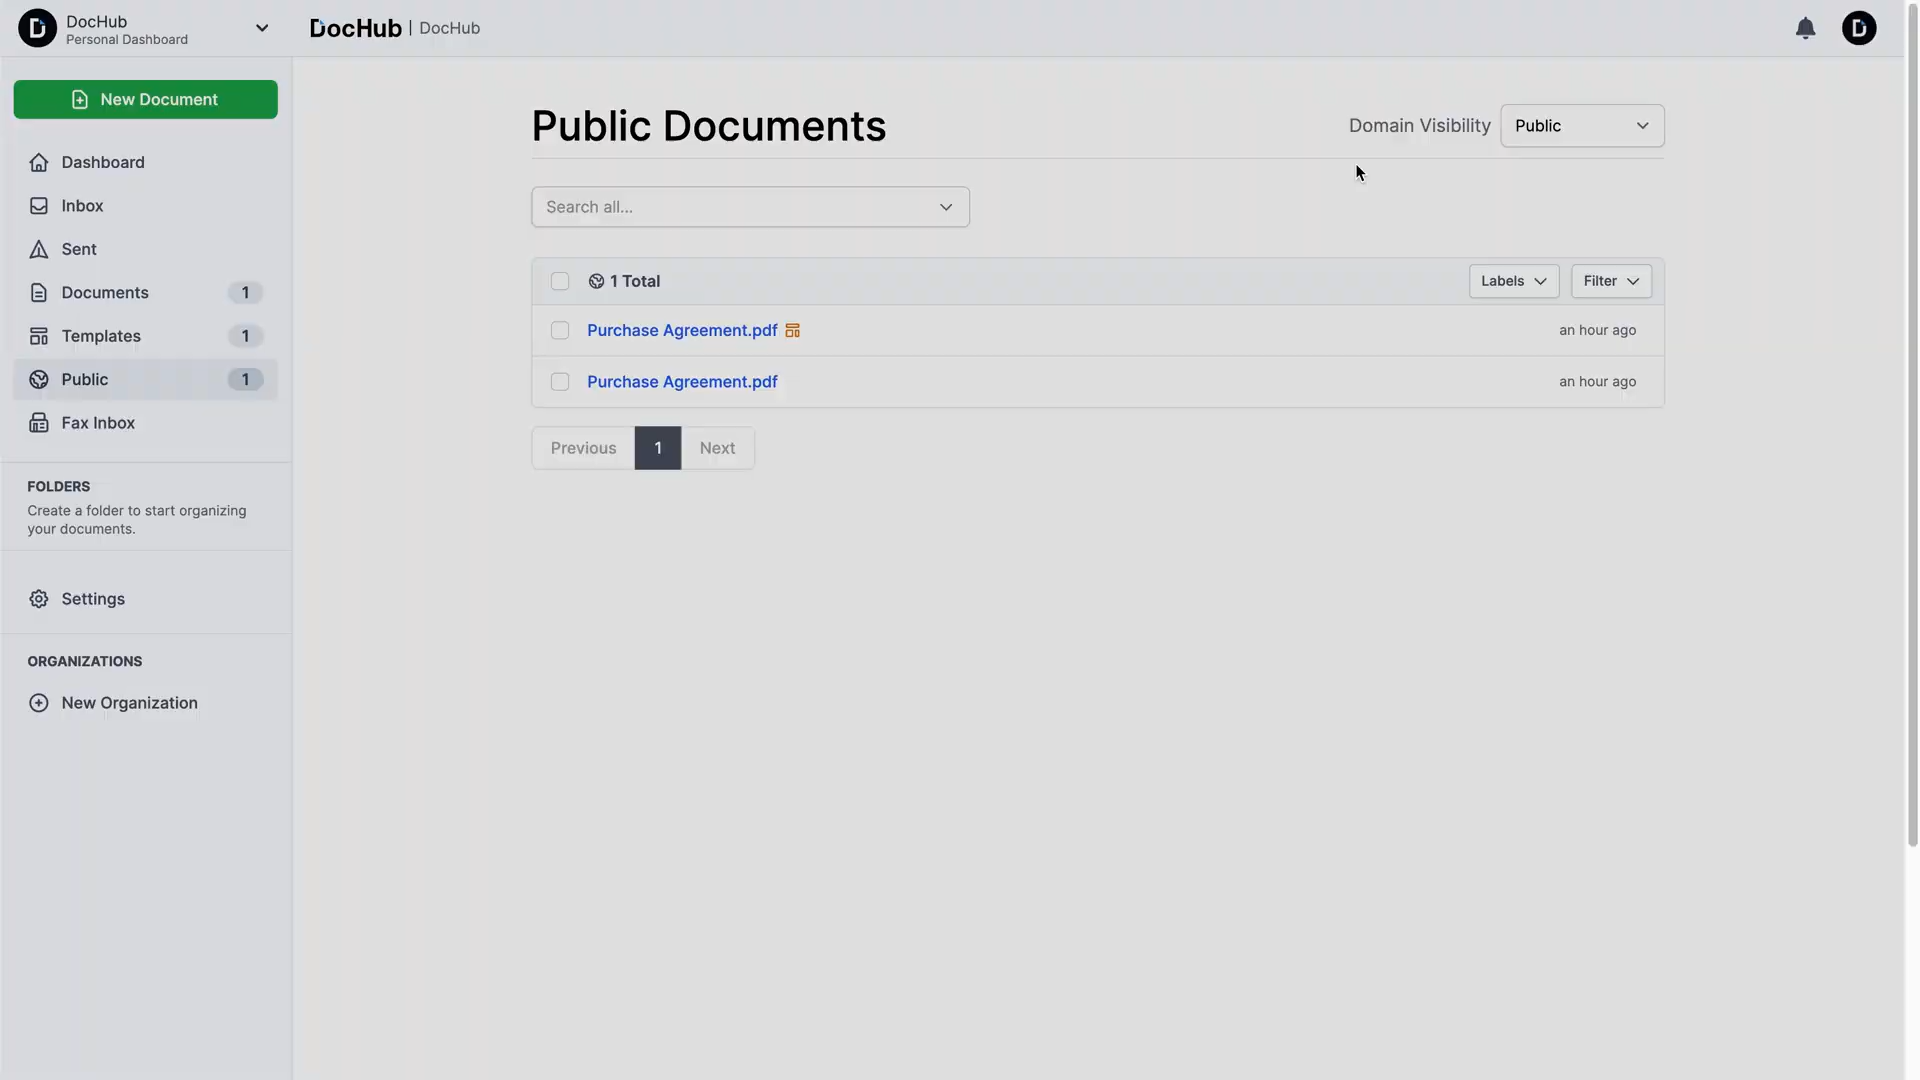 DocHub
Personal Dashboard
DocHub | DocHub
New Document
Dashboard
Inbox
Sent
Documents 1
Templates 1
Public 1
Fax Inbox
FOLDERS
Create a folder to start organizing
your documents.
Settings
ORGANIZATIONS
New Organization
Public Documents
Domain Visibility Public
Search all...
1 Total Labels Filter
Purchase Agreement.pdf an hour ago
Purchase Agreement.pdf an hour ago
Previous 1 Next